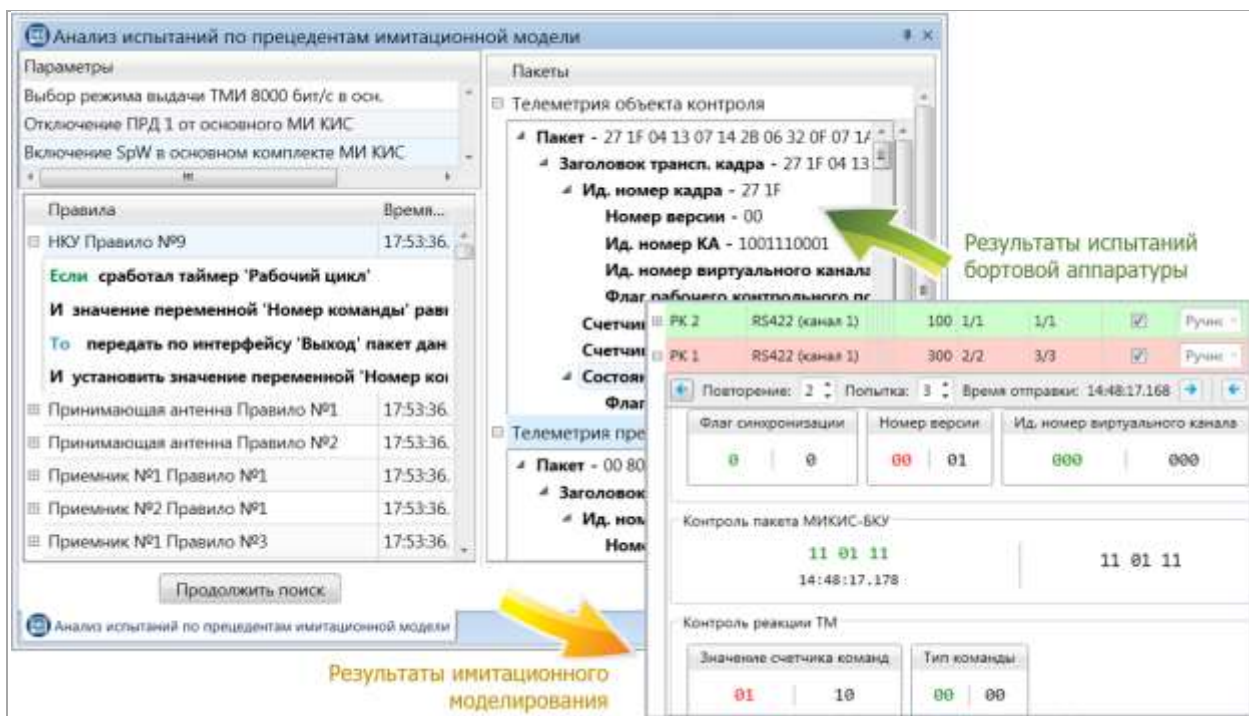 Анализ испытаний по прецедентам имитационной модели
Параметры
Выбор режима выдачи ТМИ 8000 бит/с в осн.
Отключение ПРД 1 от основного МИ КИС
Включение SpW в основном комплекте МИ КИС
Правила Время...
НКУ Правило №9 17:53:36.
Если сработал таймер 'Рабочий цикл'
И значение переменной 'Номер команды' равн
То передать по интерфейсу 'Выход' пакет дан
И установить значение переменной 'Номер ко
Принимающая антенна Правило №1 17:53:36.
Принимающая антенна Правило №2 17:53:36.
Приемник №1 Правило №1 17:53:36.
Приемник №2 Правило №1 17:53:36.
Приемник №1 Правило №3 17:53:36.
Продолжить поиск
Анализ испытаний по прецедентам имитационной модели
Пакеты
Телеметрия объекта контроля
Пакет - 27 1F 04 13 07 14 2B 06 32 0F 07 1A
Заголовок трансп. кадра - 27 1F 04 13
Ид. номер кадра - 27 1F
Номер версии - 00
Ид. номер КА - 1001110001
Ид. номер виртуального канала
Флаг рабочего контрольного по
Счетчи
Счетчи
Состоян
Флаг
Телеметрия пре
Пакет - 00 80
Заголовок
Ид. ном
Номе
Результаты испытаний
бортовой аппаратуры
РК 2 RS422 (канал 1) 100 1/1 1/1 Ручн
РК 1 RS422 (канал 1) 300 2/2 3/3 Ручн
Повторение: 2 Попытка: 3 Время отправки: 14:48:17.168
Флаг синхронизации Номер версии Ид. номер виртуального канала
0 0 00 01 000 000
Контроль пакета МИКИС-БКУ
11 01 11 11 01 11
14:48:17.178
Контроль реакции ТМ
Значение счетчика команд Тип команды
01 10 00 00
Результаты имитационного
моделирования